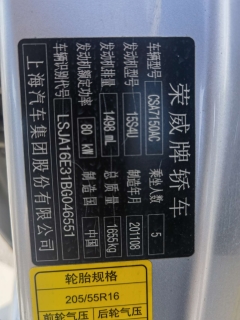 荣威牌轿车
车辆型号 CSA7150AC 乘坐人数 5
发动机型号 15S4U 制造年月 201108
发动机排量 1498 mL 总质量 1655 kg
发动机额定功率 80 KW 制造国 中国
车辆识别代号 LSJA16E31BG046551
上海汽车集团股份有限公司
轮胎规格
205/55R16
前轮气压 后轮气压